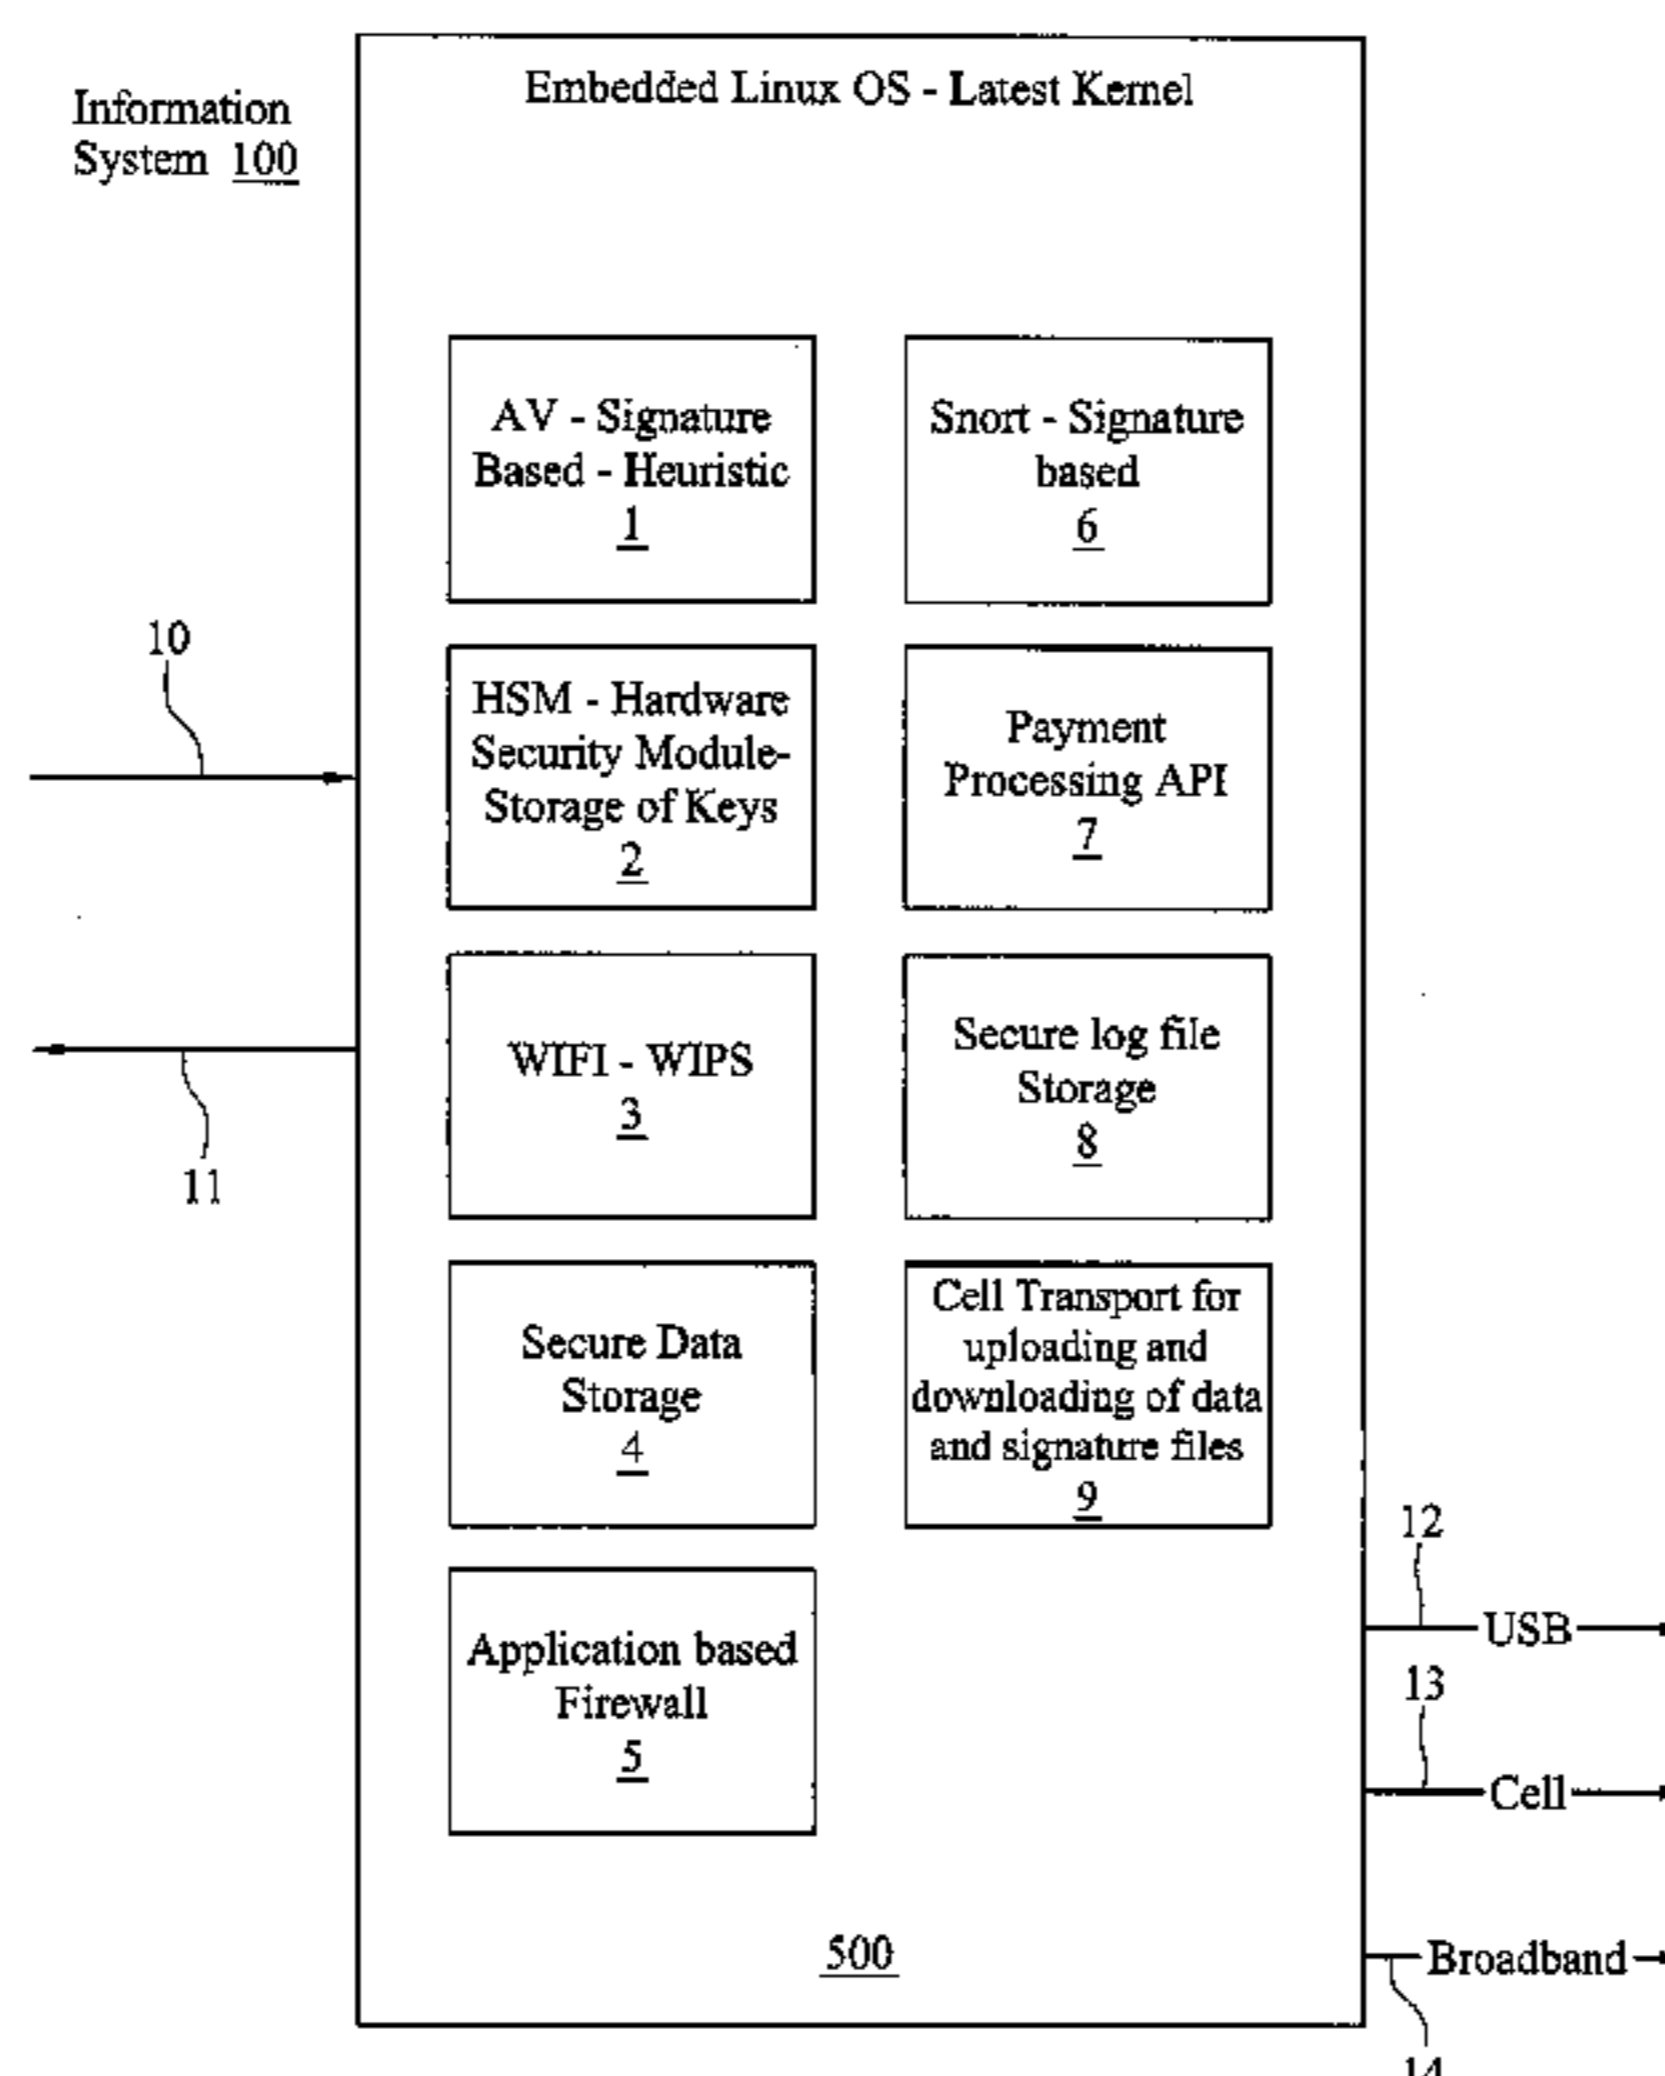 Embedded Linux OS - Latest Kernel
Information
System 100
AV - Signature
Based - Heuristic
1
Snort - Signature
based
6
10
HSM - Hardware
Security Module-
Storage of Keys
2
Payment
Processing API
7
11
WIFI - WIPS
3
Secure log file
Storage
8
Secure Data
Storage
4
Cell Transport for
uploading and
downloading of data
and signature files
9
Application based
Firewall
5
12
USB
13
Cell
500
Broadband
14